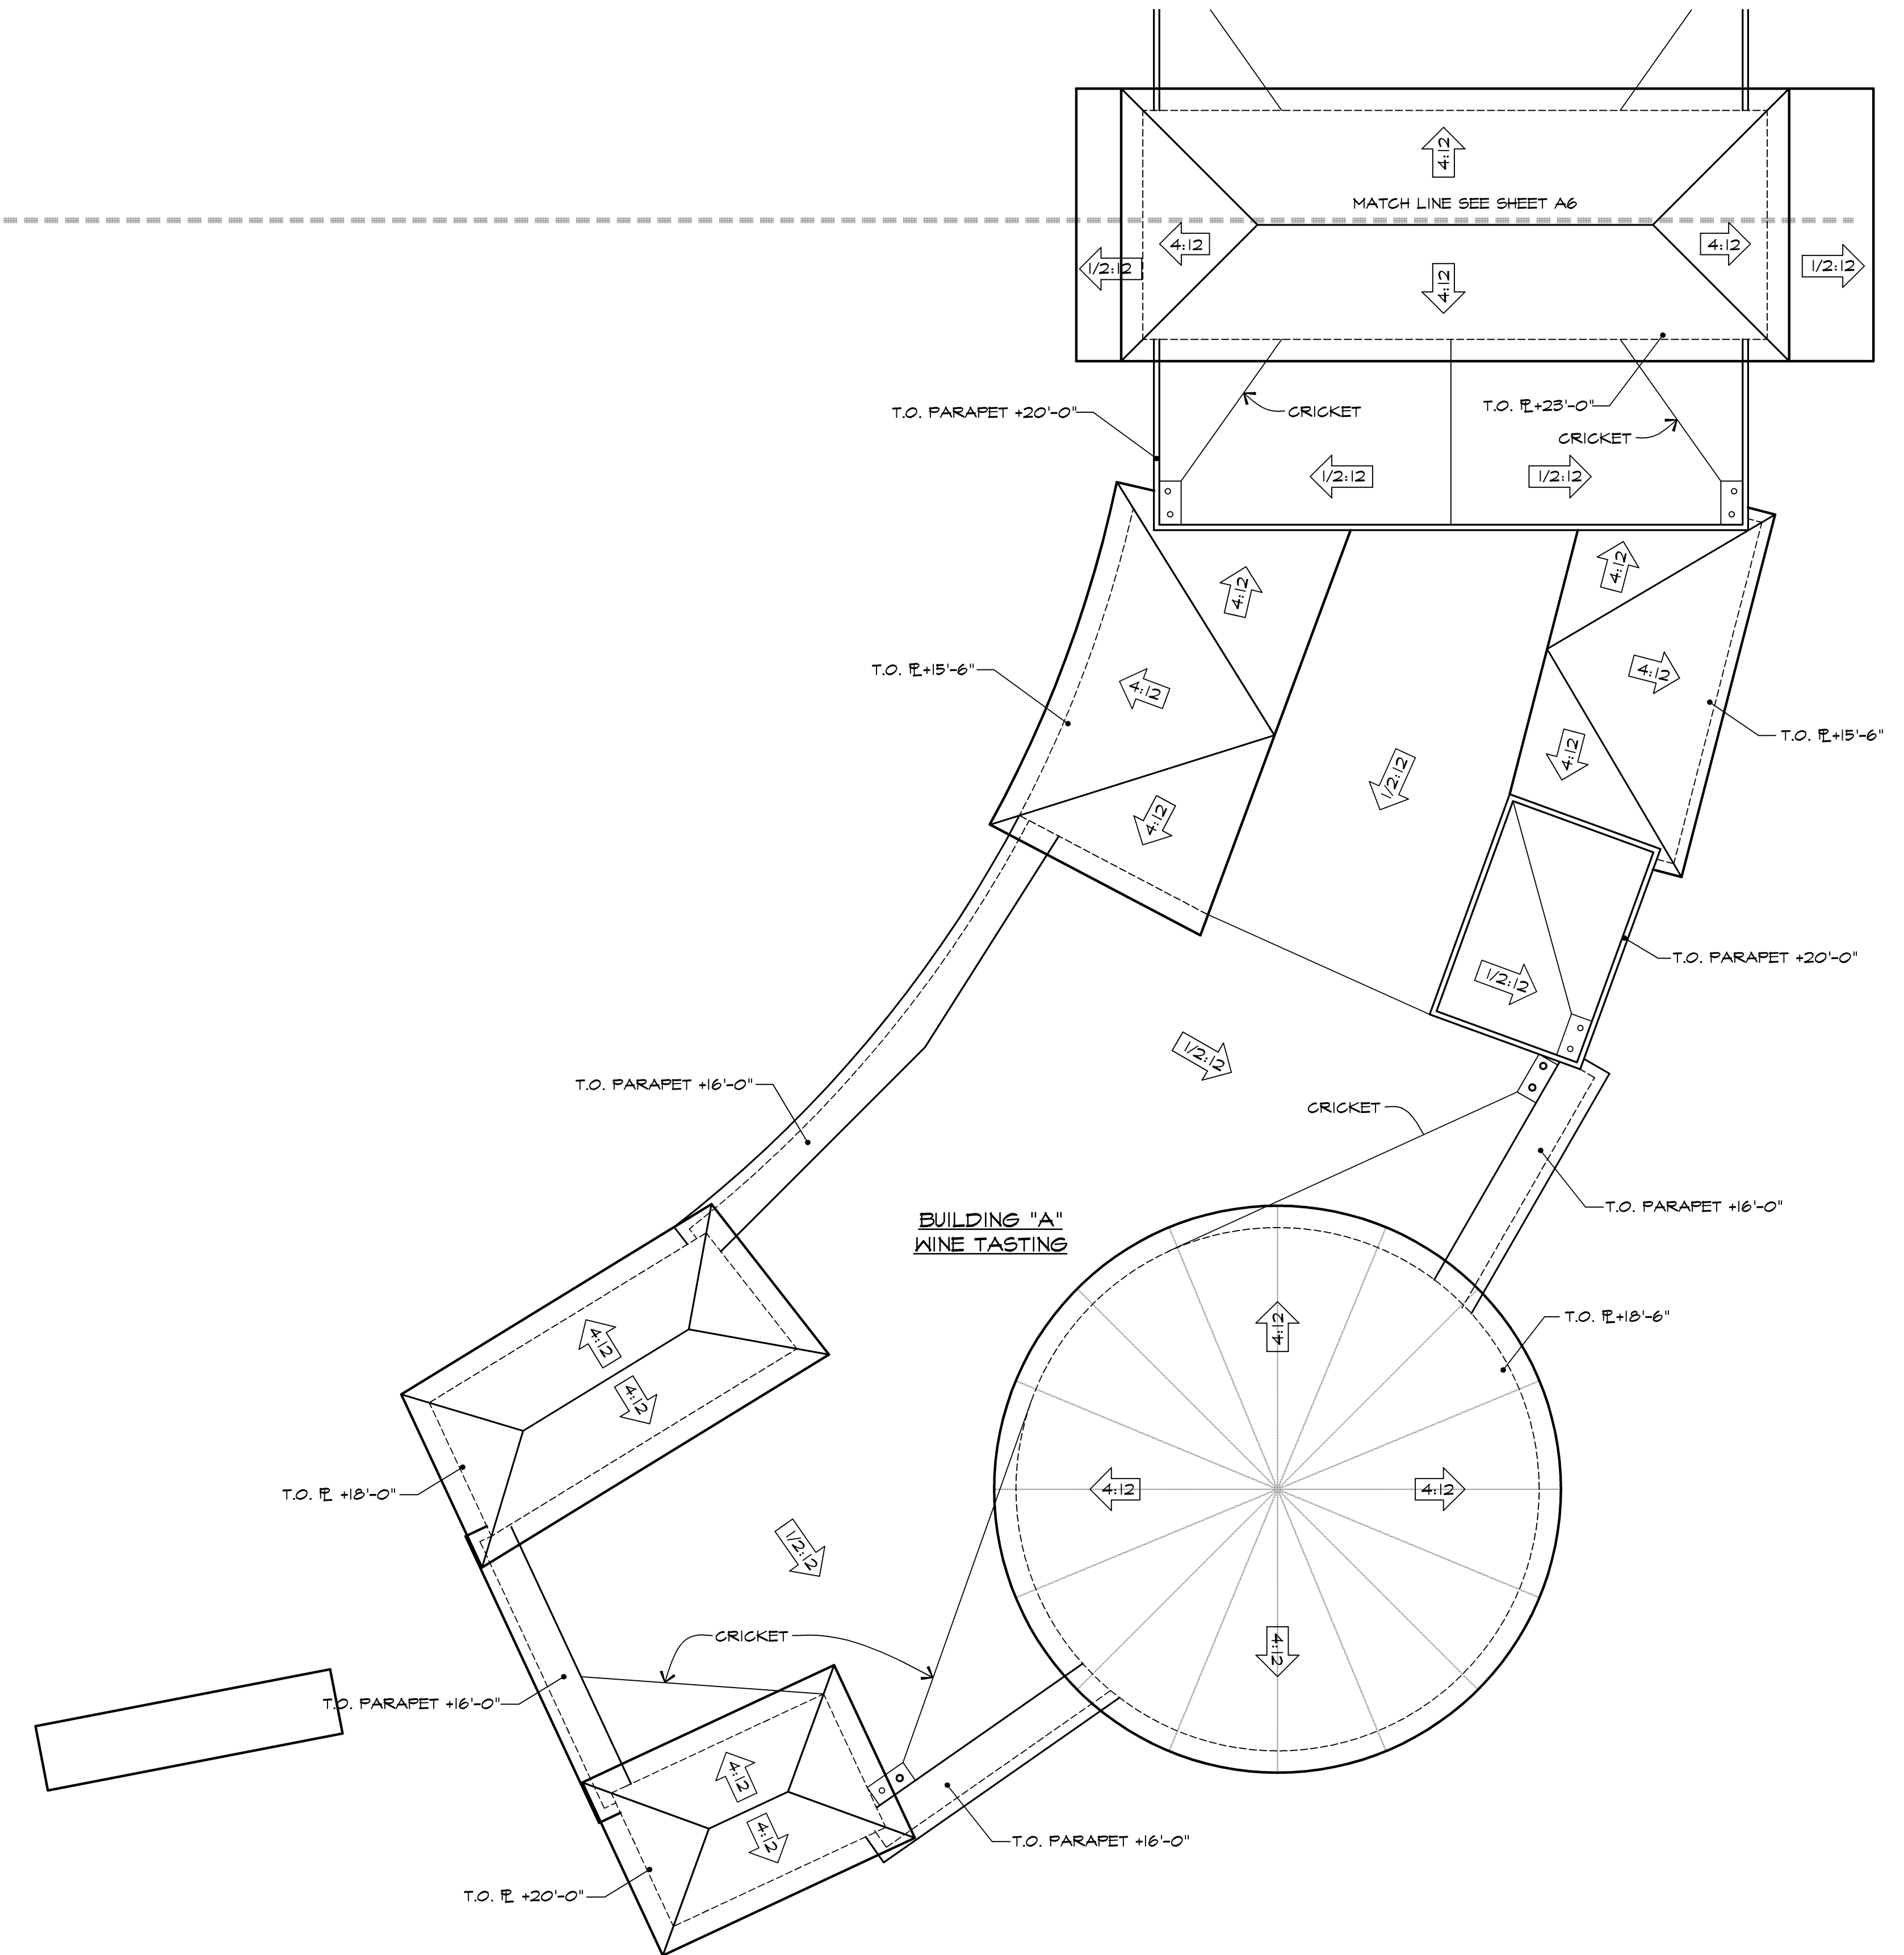 4:12
MATCH LINE SEE SHEET A6
4:12
4:12
1/2:12
1/2:12
4:12
T.O. PARAPET +20'-0"
CRICKET
T.O. PL+23'-0"
CRICKET
1/2:12
1/2:12
4:12
4:12
T.O. PL+15'-6"
4:12
4:12
T.O. PL+15'-6"
4:12
1/2:12
4:12
T.O. PARAPET +20'-0"
1/2:12
1/2:12
T.O. PARAPET +16'-0"
CRICKET
T.O. PARAPET +16'-0"
BUILDING "A"
WINE TASTING
T.O. PL+18'-6"
4:12
4:12
4:12
T.O. PL +18'-0"
4:12
4:12
1/2:12
CRICKET
4:12
T.O. PARAPET +16'-0"
4:12
4:12
T.O. PARAPET +16'-0"
T.O. PL +20'-0"